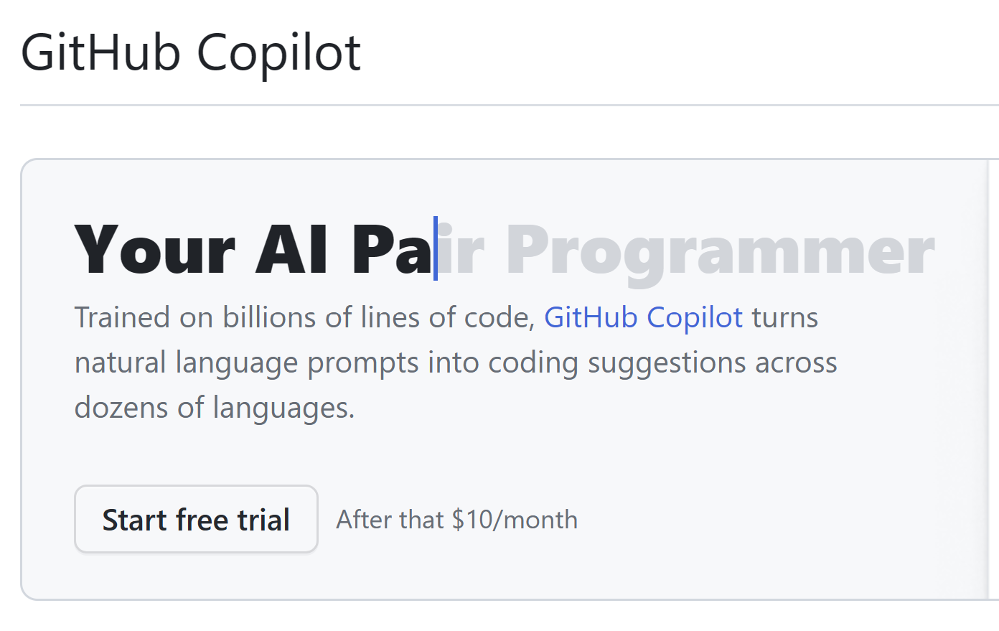 GitHub Copilot
Your AI Pair Programmer
Trained on billions of lines of code, GitHub Copilot turns
natural language prompts into coding suggestions across
dozens of languages.
Start free trial
After that $10/month